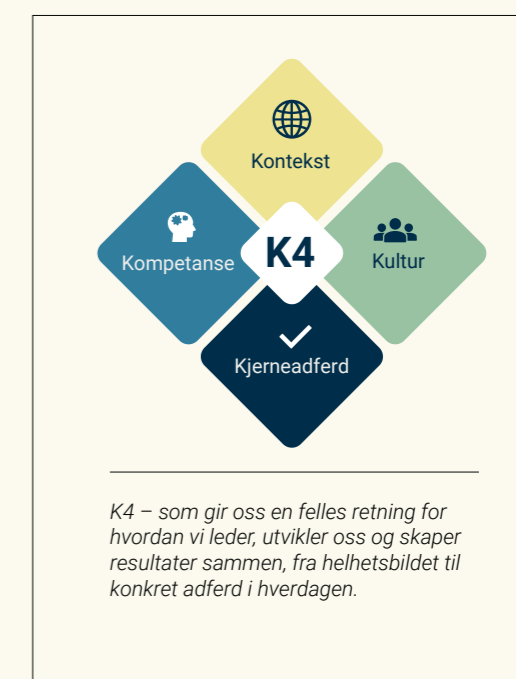 Kontekst
Kompetanse
K4
Kultur
Kjerneadferd
K4 – som gir oss en felles retning for
hvordan vi leder, utvikler oss og skaper
resultater sammen, fra helhetsbildet til
konkret adferd i hverdagen.